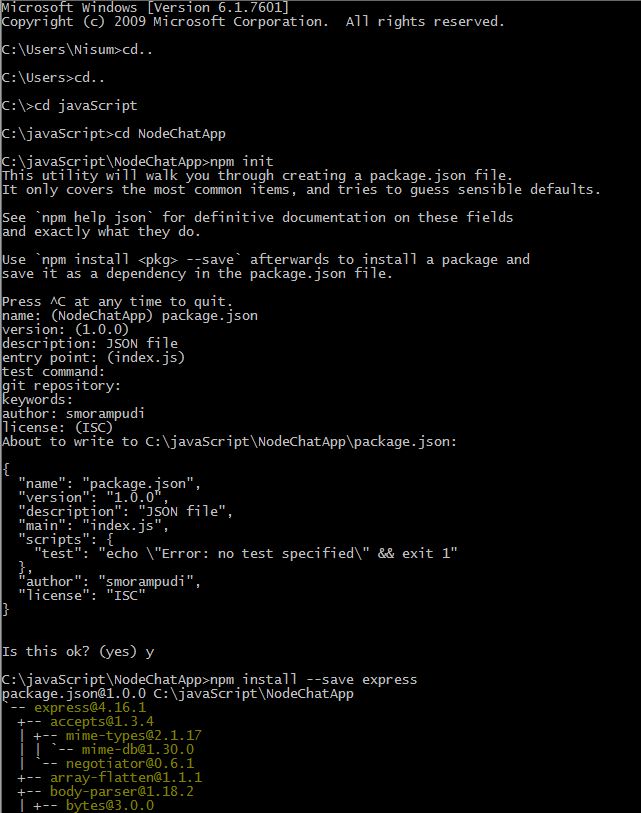 Microsoft Windows [Version 6.1.7601]
Copyright (c) 2009 Microsoft Corporation.  All rights reserved.
C:\Users\Nisum>cd..
C:\Users>cd..
C:\>cd javaScript
C:\javaScript>cd NodeChatApp
C:\javaScript\NodeChatApp>npm init
This utility will walk you through creating a package.json file.
It only covers the most common items, and tries to guess sensible defaults.
See `npm help json` for definitive documentation on these fields
and exactly what they do.
Use `npm install <pkg> --save` afterwards to install a package and
save it as a dependency in the package.json file.
Press ^C at any time to quit.
name: (NodeChatApp) package.json
version: (1.0.0)
description: JSON file
entry point: (index.js)
test command:
git repository:
keywords:
author: smorampudi
license: (ISC)
About to write to C:\javaScript\NodeChatApp\package.json:
{
  "name": "package.json",
  "version": "1.0.0",
  "description": "JSON file",
  "main": "index.js",
  "scripts": {
    "test": "echo \"Error: no test specified\" && exit 1"
  },
  "author": "smorampudi",
  "license": "ISC"
}
Is this ok? (yes) y
C:\javaScript\NodeChatApp>npm install --save express
package.json@1.0.0 C:\javaScript\NodeChatApp
`-- express@4.16.1
  +-- accepts@1.3.4
  | +-- mime-types@2.1.17
  | | `-- mime-db@1.30.0
  | `-- negotiator@0.6.1
  +-- array-flatten@1.1.1
  +-- body-parser@1.18.2
  | +-- bytes@3.0.0